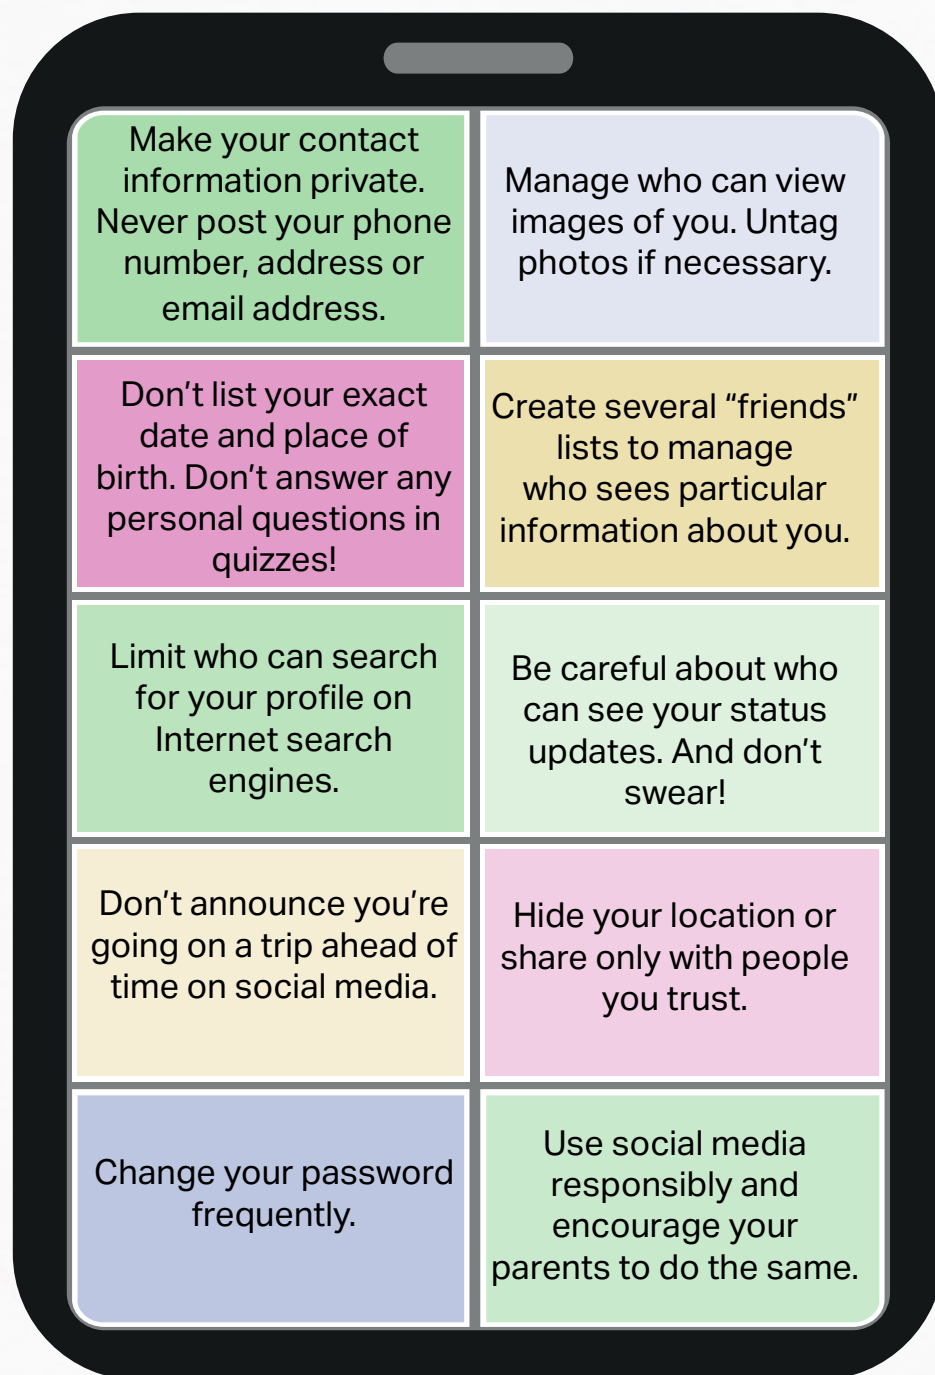 Make your contact
information private.
Never post your phone
number, address or
email address.
Manage who can view
images of you. Untag
photos if necessary.
Don’t list your exact
date and place of
birth. Don’t answer any
personal questions in
quizzes!
Create several “friends”
lists to manage
who sees particular
information about you.
Limit who can search
for your profile on
Internet search
engines.
Be careful about who
can see your status
updates. And don’t
swear!
Don’t announce you’re
going on a trip ahead of
time on social media.
Hide your location or
share only with people
you trust.
Change your password
frequently.
Use social media
responsibly and
encourage your
parents to do the same.